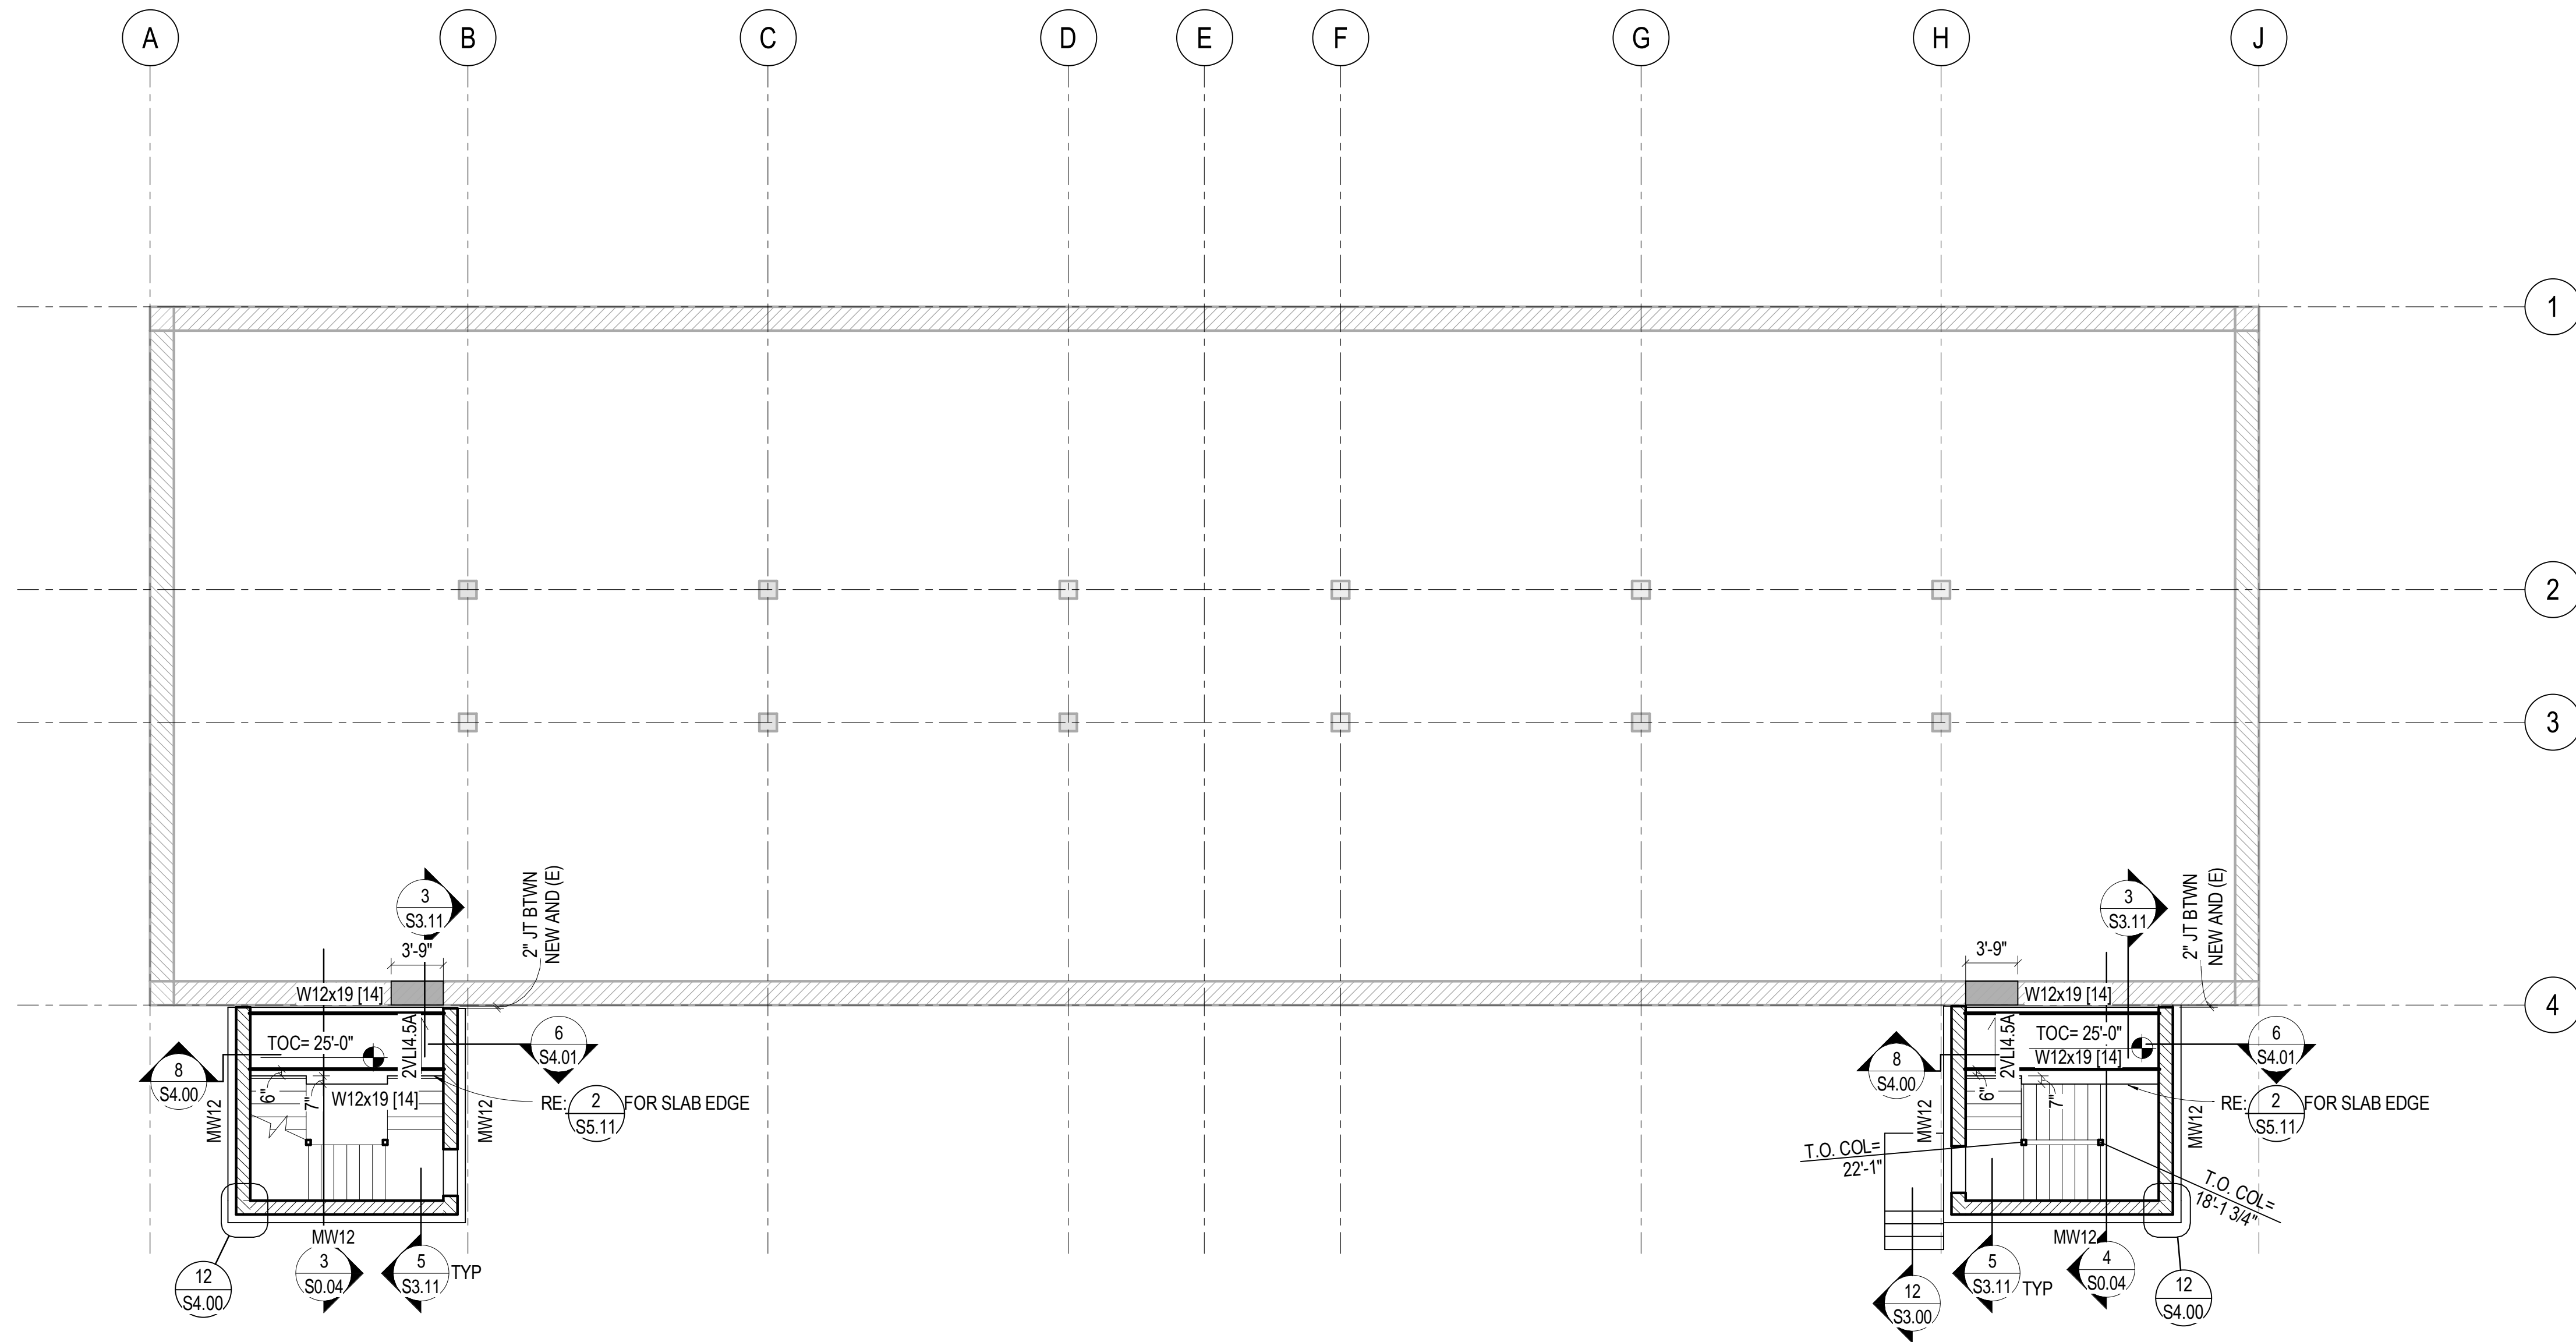 A
B
C
D
E
F
G
H
J
1
2
3
4
3
S3.11
3'-9"
2" JT BTWN
NEW AND (E)
W12x19 [14]
TOC= 25'-0"
2VLI4.5A
6
S4.01
8
S4.00
6"
7"
W12x19 [14]
MW12
MW12
RE:
2
S5.11
FOR SLAB EDGE
MW12
12
S4.00
3
S0.04
5
S3.11
TYP
3
S3.11
3'-9"
2" JT BTWN
NEW AND (E)
W12x19 [14]
TOC= 25'-0"
W12x19 [14]
2VLI4.5A
6
S4.01
8
S4.00
6"
7"
MW12
MW12
RE:
2
S5.11
FOR SLAB EDGE
T.O. COL=
22'-1"
T.O. COL=
18'-1 3/4"
MW12
12
S3.00
5
S3.11
TYP
4
S0.04
12
S4.00